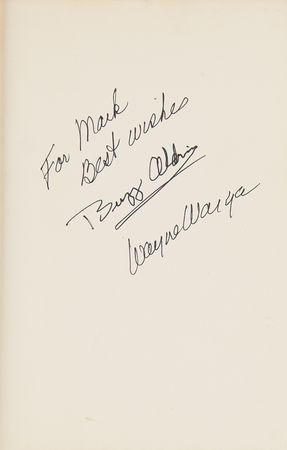 For Mark
Best wishes
Buzz Aldrin
Wayne Warga